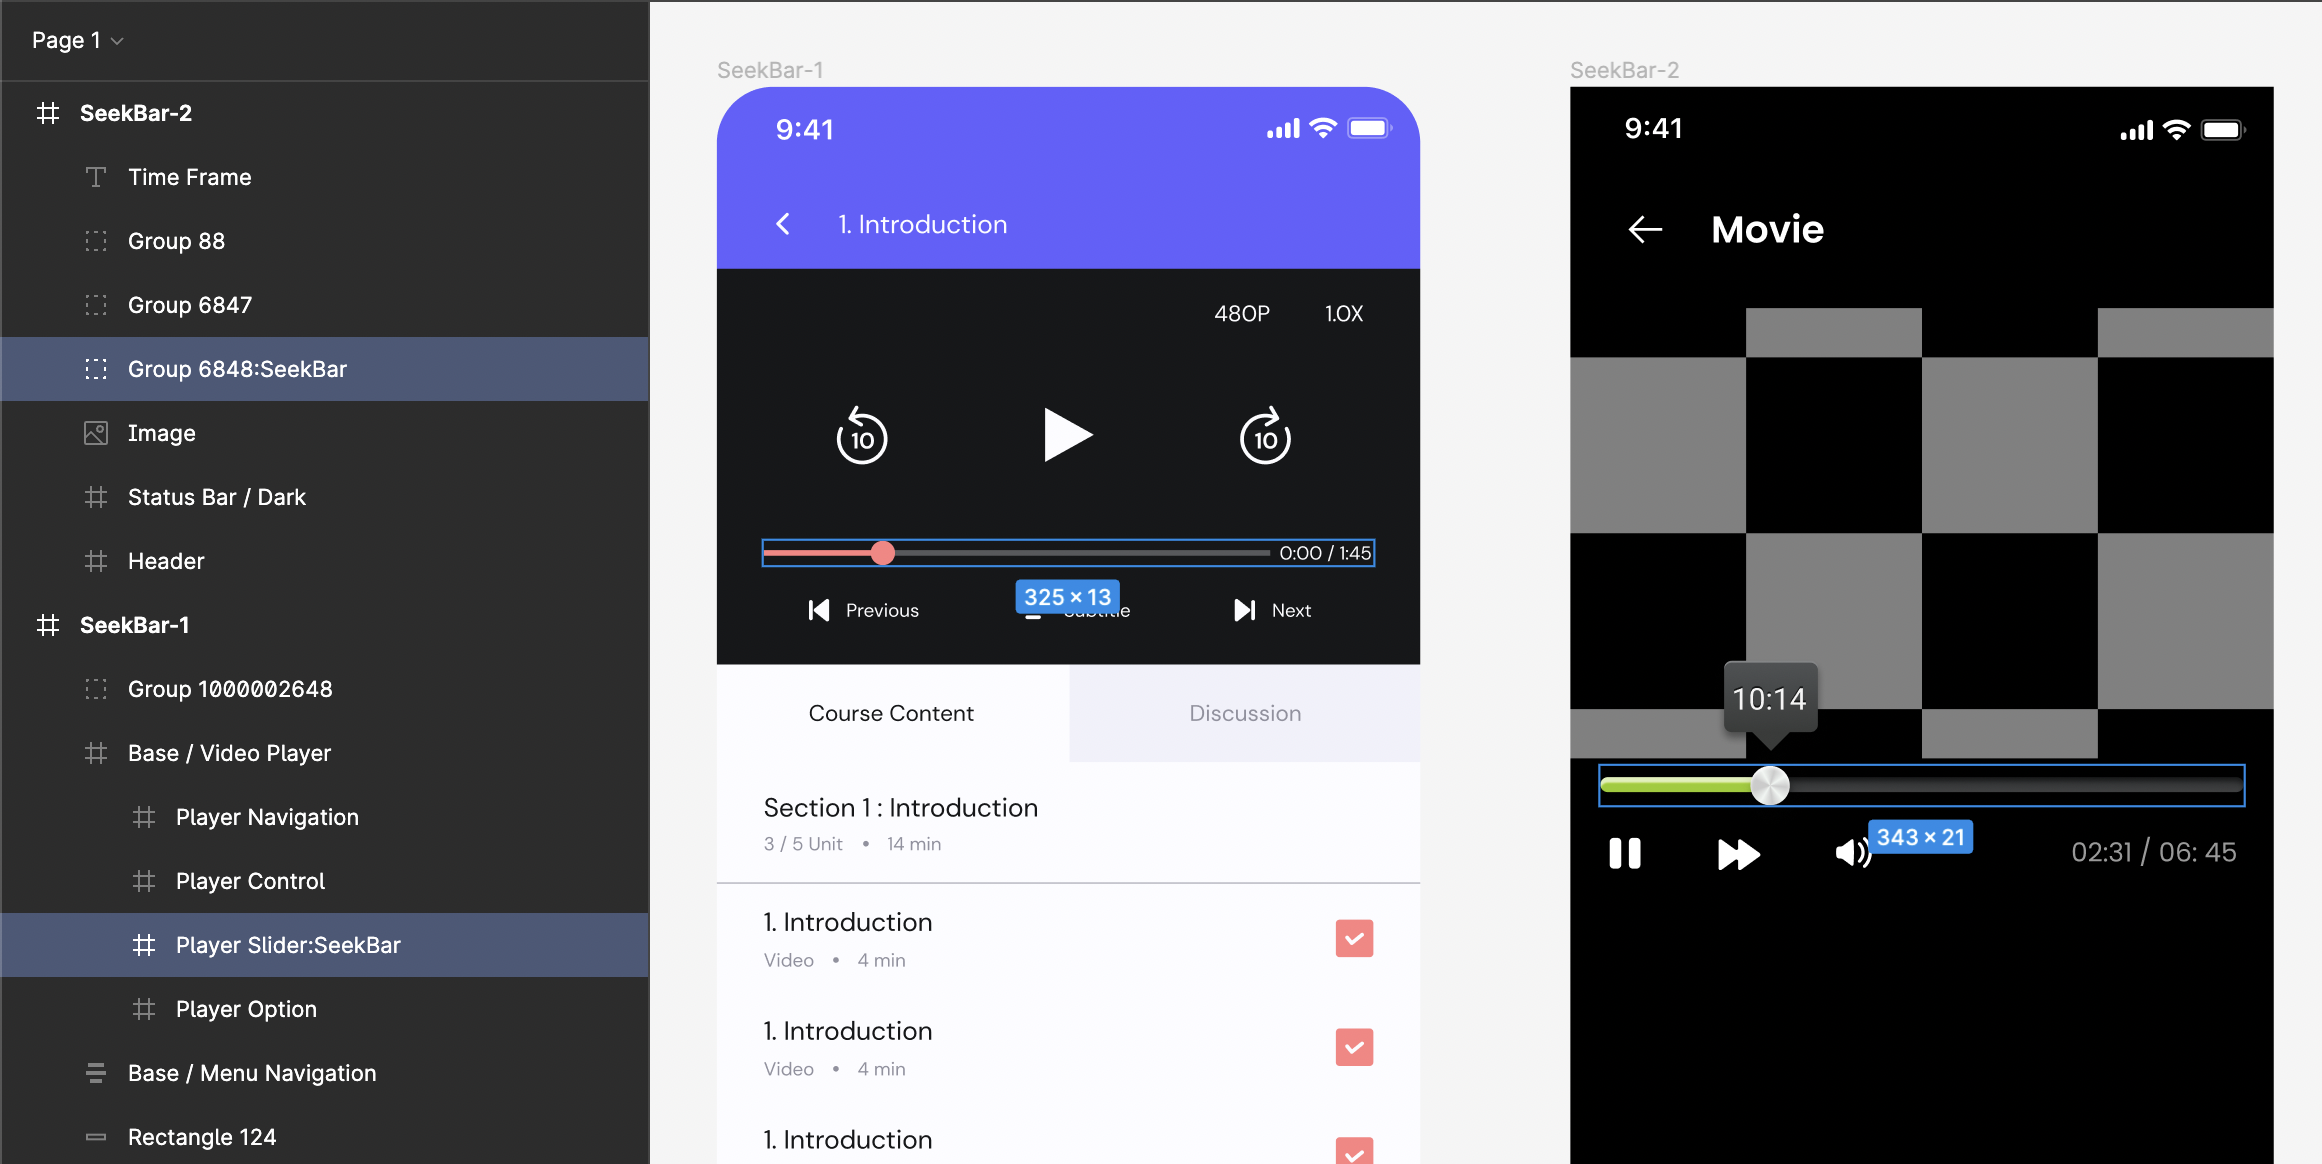 Page 1
SeekBar-2
Time Frame
Group 88
Group 6847
Group 6848:SeekBar
Image
Status Bar / Dark
Header
SeekBar-1
Group 1000002648
Base / Video Player
Player Navigation
Player Control
Player Slider:SeekBar
Player Option
Base / Menu Navigation
Rectangle 124
SeekBar-1
9:41
1. Introduction
480P 1.0X
10 10
0:00 / 1:45
325 × 13
Previous Subtitle Next
Course Content Discussion
Section 1 : Introduction
3 / 5 Unit • 14 min
1. Introduction
Video • 4 min
1. Introduction
Video • 4 min
1. Introduction
SeekBar-2
9:41
Movie
10:14
343 × 21
02:31 / 06: 45